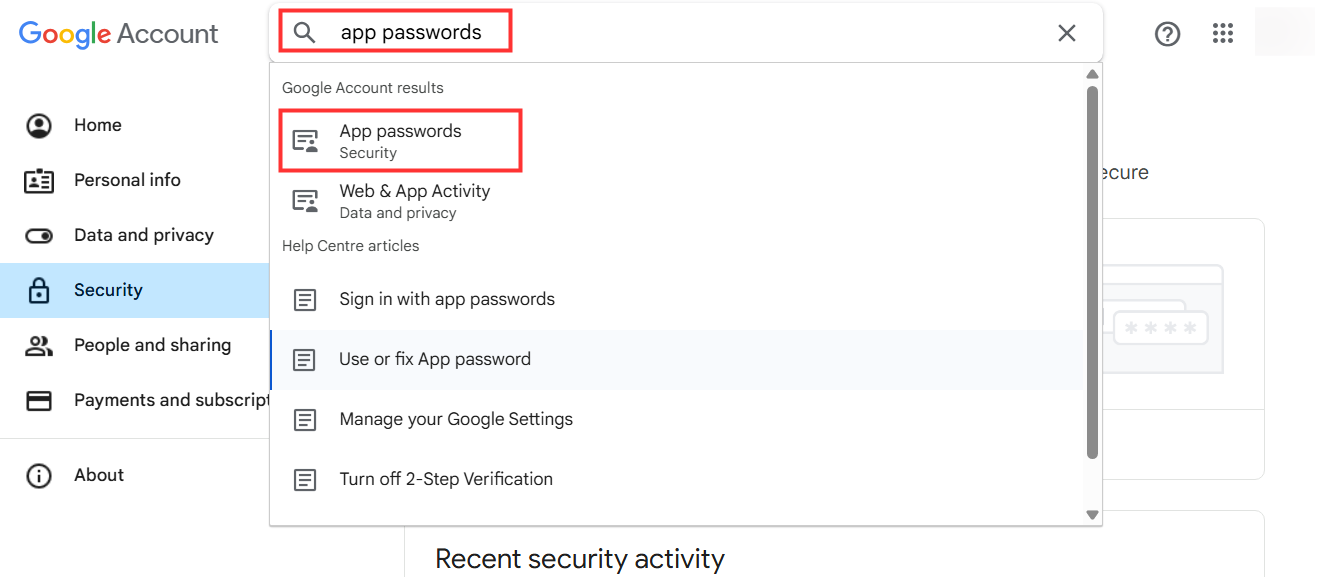 Google Account
app passwords
Google Account results
Home
App passwords
Security
ecure
Personal info
Web & App Activity
Data and privacy
Data and privacy
Help Centre articles
Security
Sign in with app passwords
* * * *
People and sharing
Use or fix App password
Payments and subscript
Manage your Google Settings
About
Turn off 2-Step Verification
Recent security activity